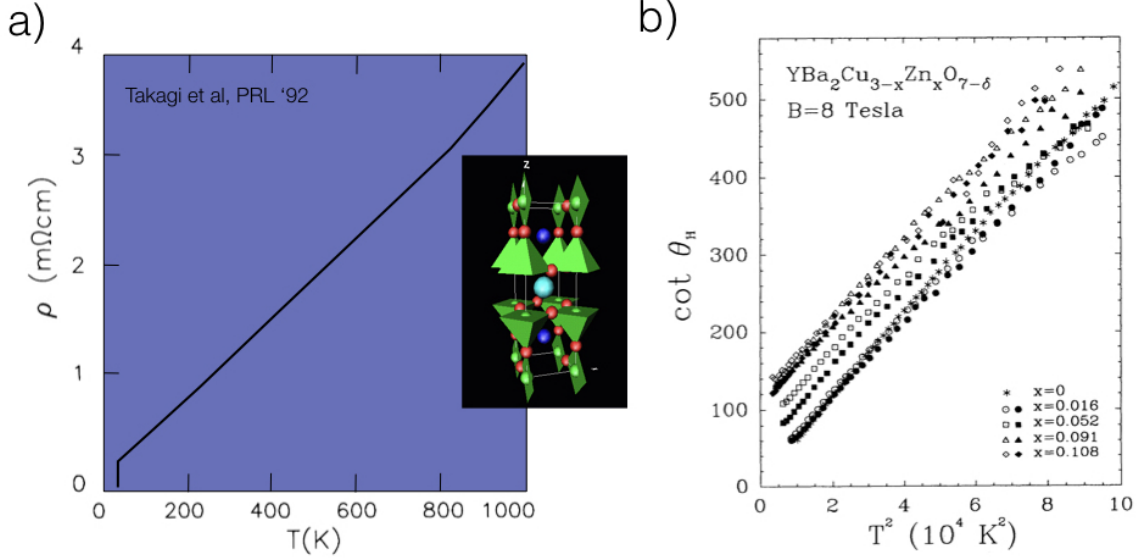 a)
4
3
2
1
0
ρ (mΩcm)
Takagi et al, PRL ‘92
200
400
600
800
1000
T(K)
z
b)
500
400
300
200
100
0
cot θH
YBa2Cu3-xZnxO7-δ
B=8 Tesla
x=0
x=0.016
x=0.052
x=0.091
x=0.108
0
2
4
6
8
10
T² (10⁴ K²)